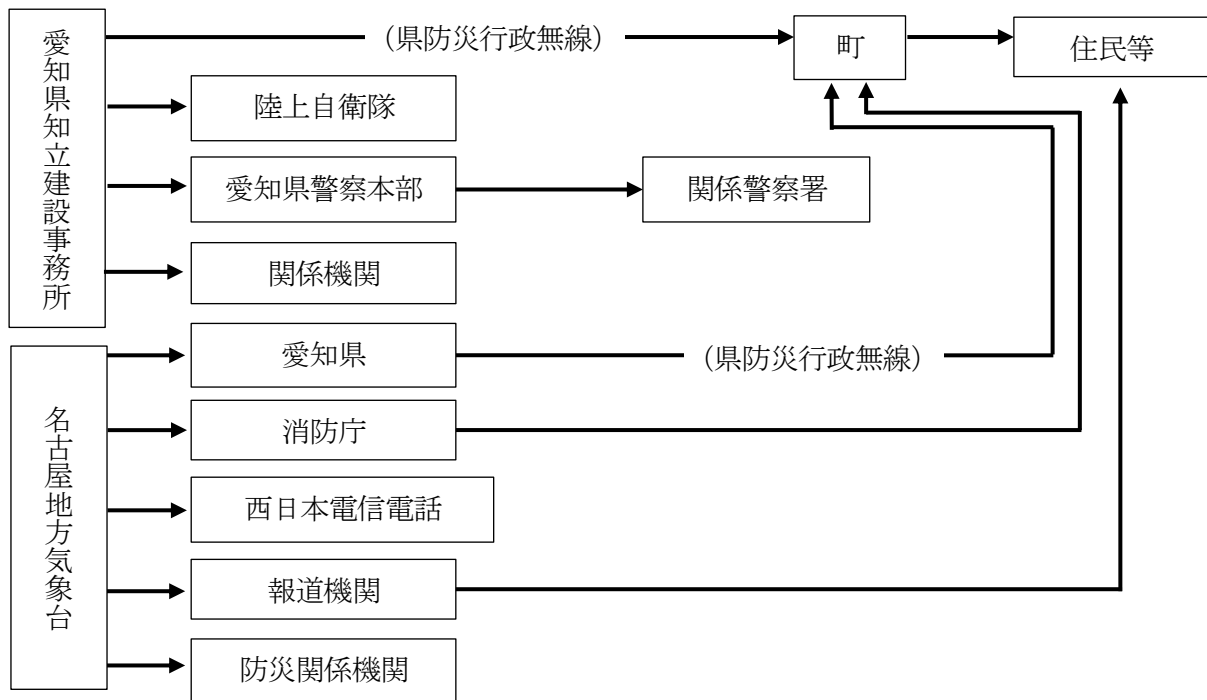 愛知県知立建設事務所
（県防災行政無線）
町
住民等
陸上自衛隊
愛知県警察本部
関係警察署
関係機関
名古屋地方気象台
愛知県
（県防災行政無線）
消防庁
西日本電信電話
報道機関
防災関係機関